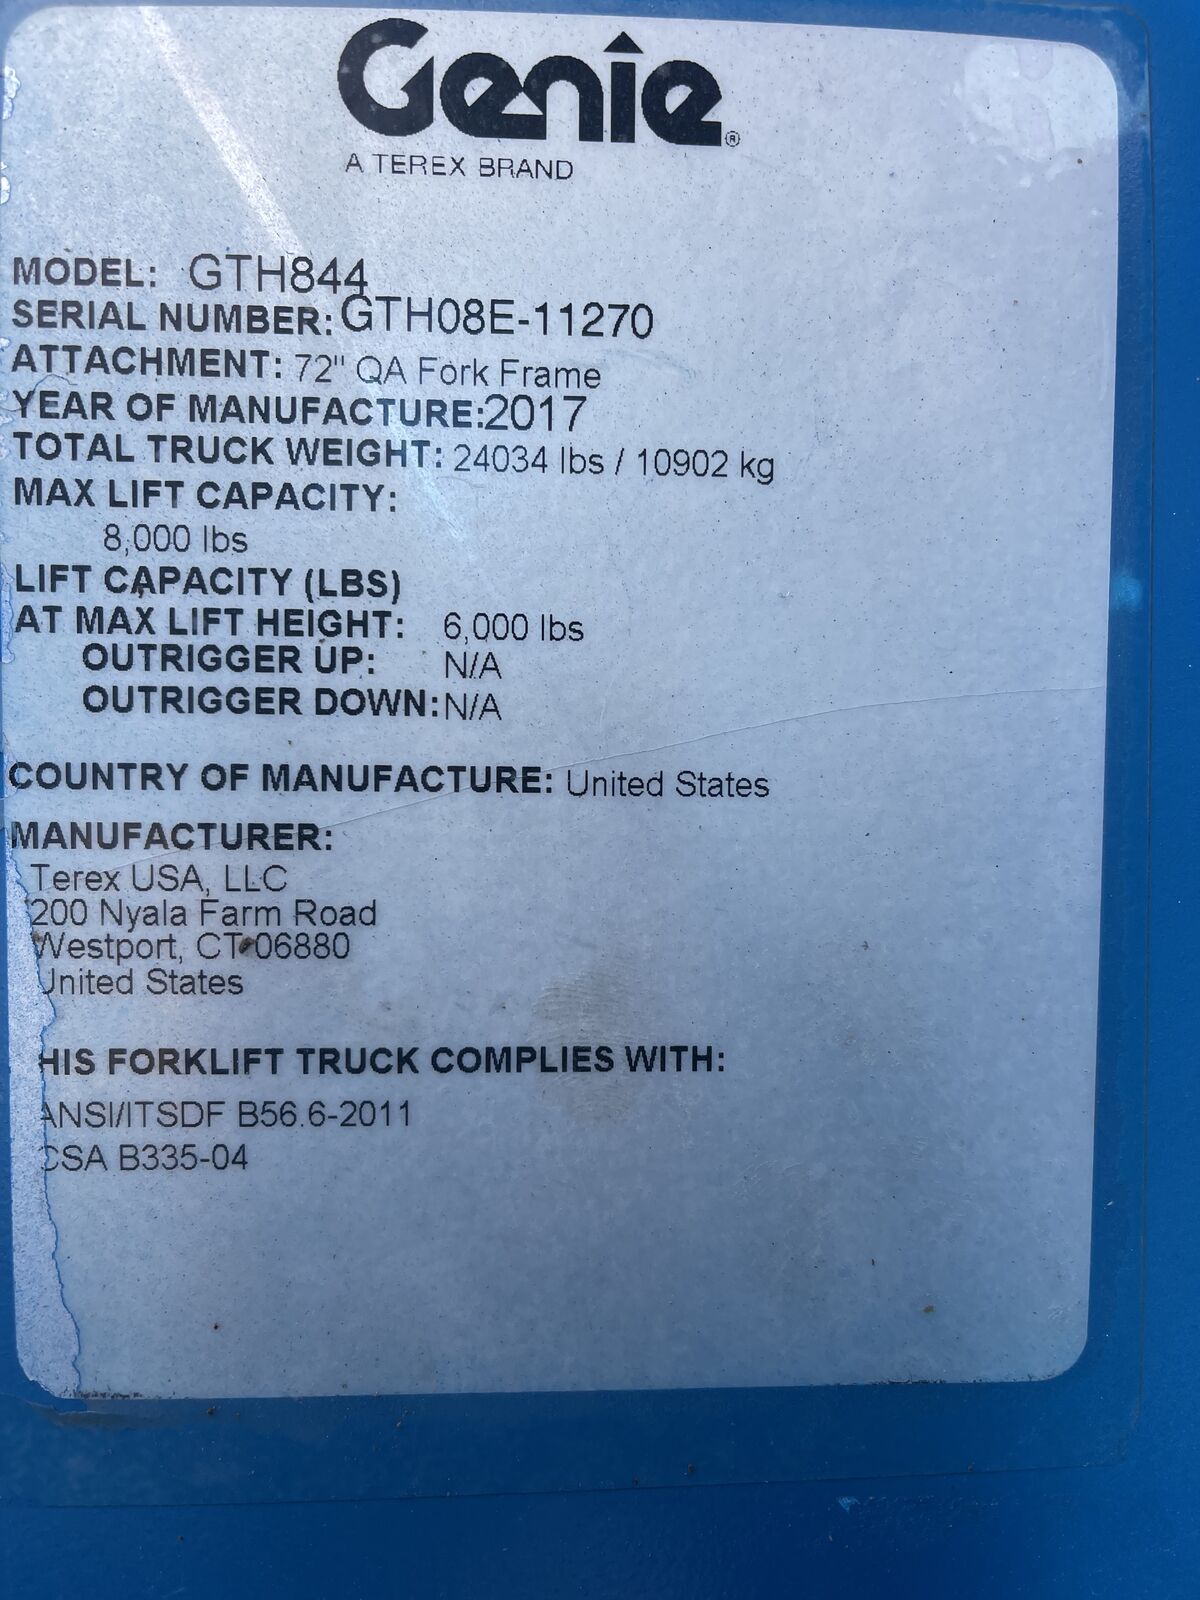 Genie®
A TEREX BRAND
MODEL: GTH844
SERIAL NUMBER: GTH08E-11270
ATTACHMENT: 72" QA Fork Frame
YEAR OF MANUFACTURE: 2017
TOTAL TRUCK WEIGHT: 24034 lbs / 10902 kg
MAX LIFT CAPACITY:
8,000 lbs
LIFT CAPACITY (LBS)
AT MAX LIFT HEIGHT: 6,000 lbs
OUTRIGGER UP: N/A
OUTRIGGER DOWN: N/A
COUNTRY OF MANUFACTURE: United States
MANUFACTURER:
Terex USA, LLC
200 Nyala Farm Road
Westport, CT 06880
United States
HIS FORKLIFT TRUCK COMPLIES WITH:
ANSI/ITSDF B56.6-2011
CSA B335-04